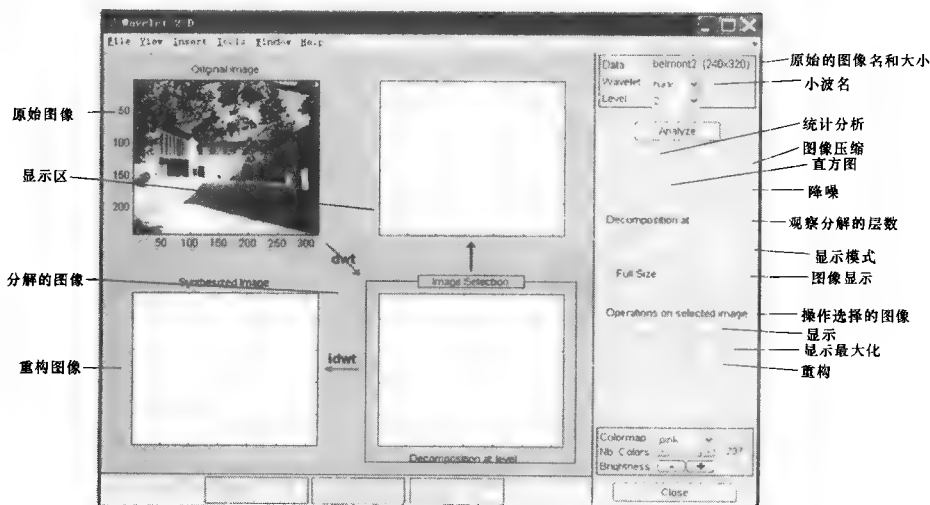 Wavelet 2-D
File View Insert Tools Window Help
Original Image
50
100
150
200
50 100 150 200 250 300
dwt
Synthesized Image
Image Selection
idwt
Decomposition at level
Data belmont2 (240x320)
Wavelet
Level 2
Analyze
Decomposition at
Full Size
Operations on selected image
Colormap pink
Nb. Colors
Brightness - +
Close
原始图像
显示区
分解的图像
重构图像
原始的图像名和大小
小波名
统计分析
图像压缩
直方图
降噪
观察分解的层数
显示模式
图像显示
操作选择的图像
显示
显示最大化
重构